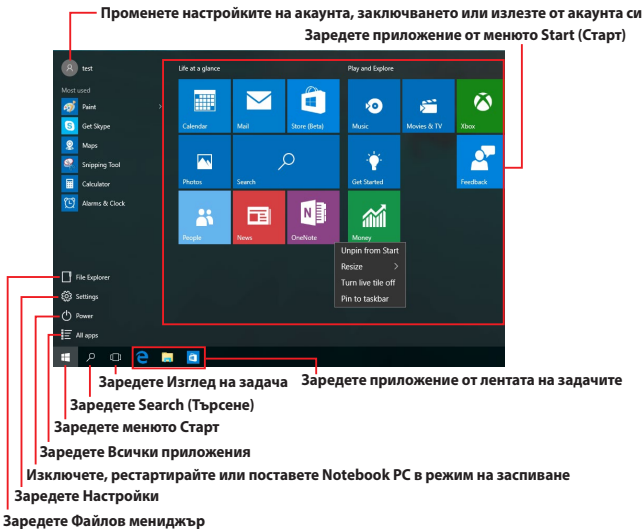 Променете настройките на акаунта, заключването или излезте от акаунта си
Заредете приложение от менюто Start (Старт)
test
Most used
Paint
Get Skype
Maps
Snipping Tool
Calculator
Alarms & Clock
File Explorer
Settings
Power
All apps
Life at a glance
Play and Explore
Calendar
Mail
Store (Beta)
Music
Movies & TV
Xbox
Photos
Search
Get Started
Feedback
People
News
OneNote
Money
Unpin from Start
Resize
Turn live tile off
Pin to taskbar
Заредете Изглед на задача
Заредете приложение от лентата на задачите
Заредете Search (Търсене)
Заредете менюто Старт
Заредете Всички приложения
Изключете, рестартирайте или поставете Notebook PC в режим на заспиване
Заредете Настройки
Заредете Файлов мениджър